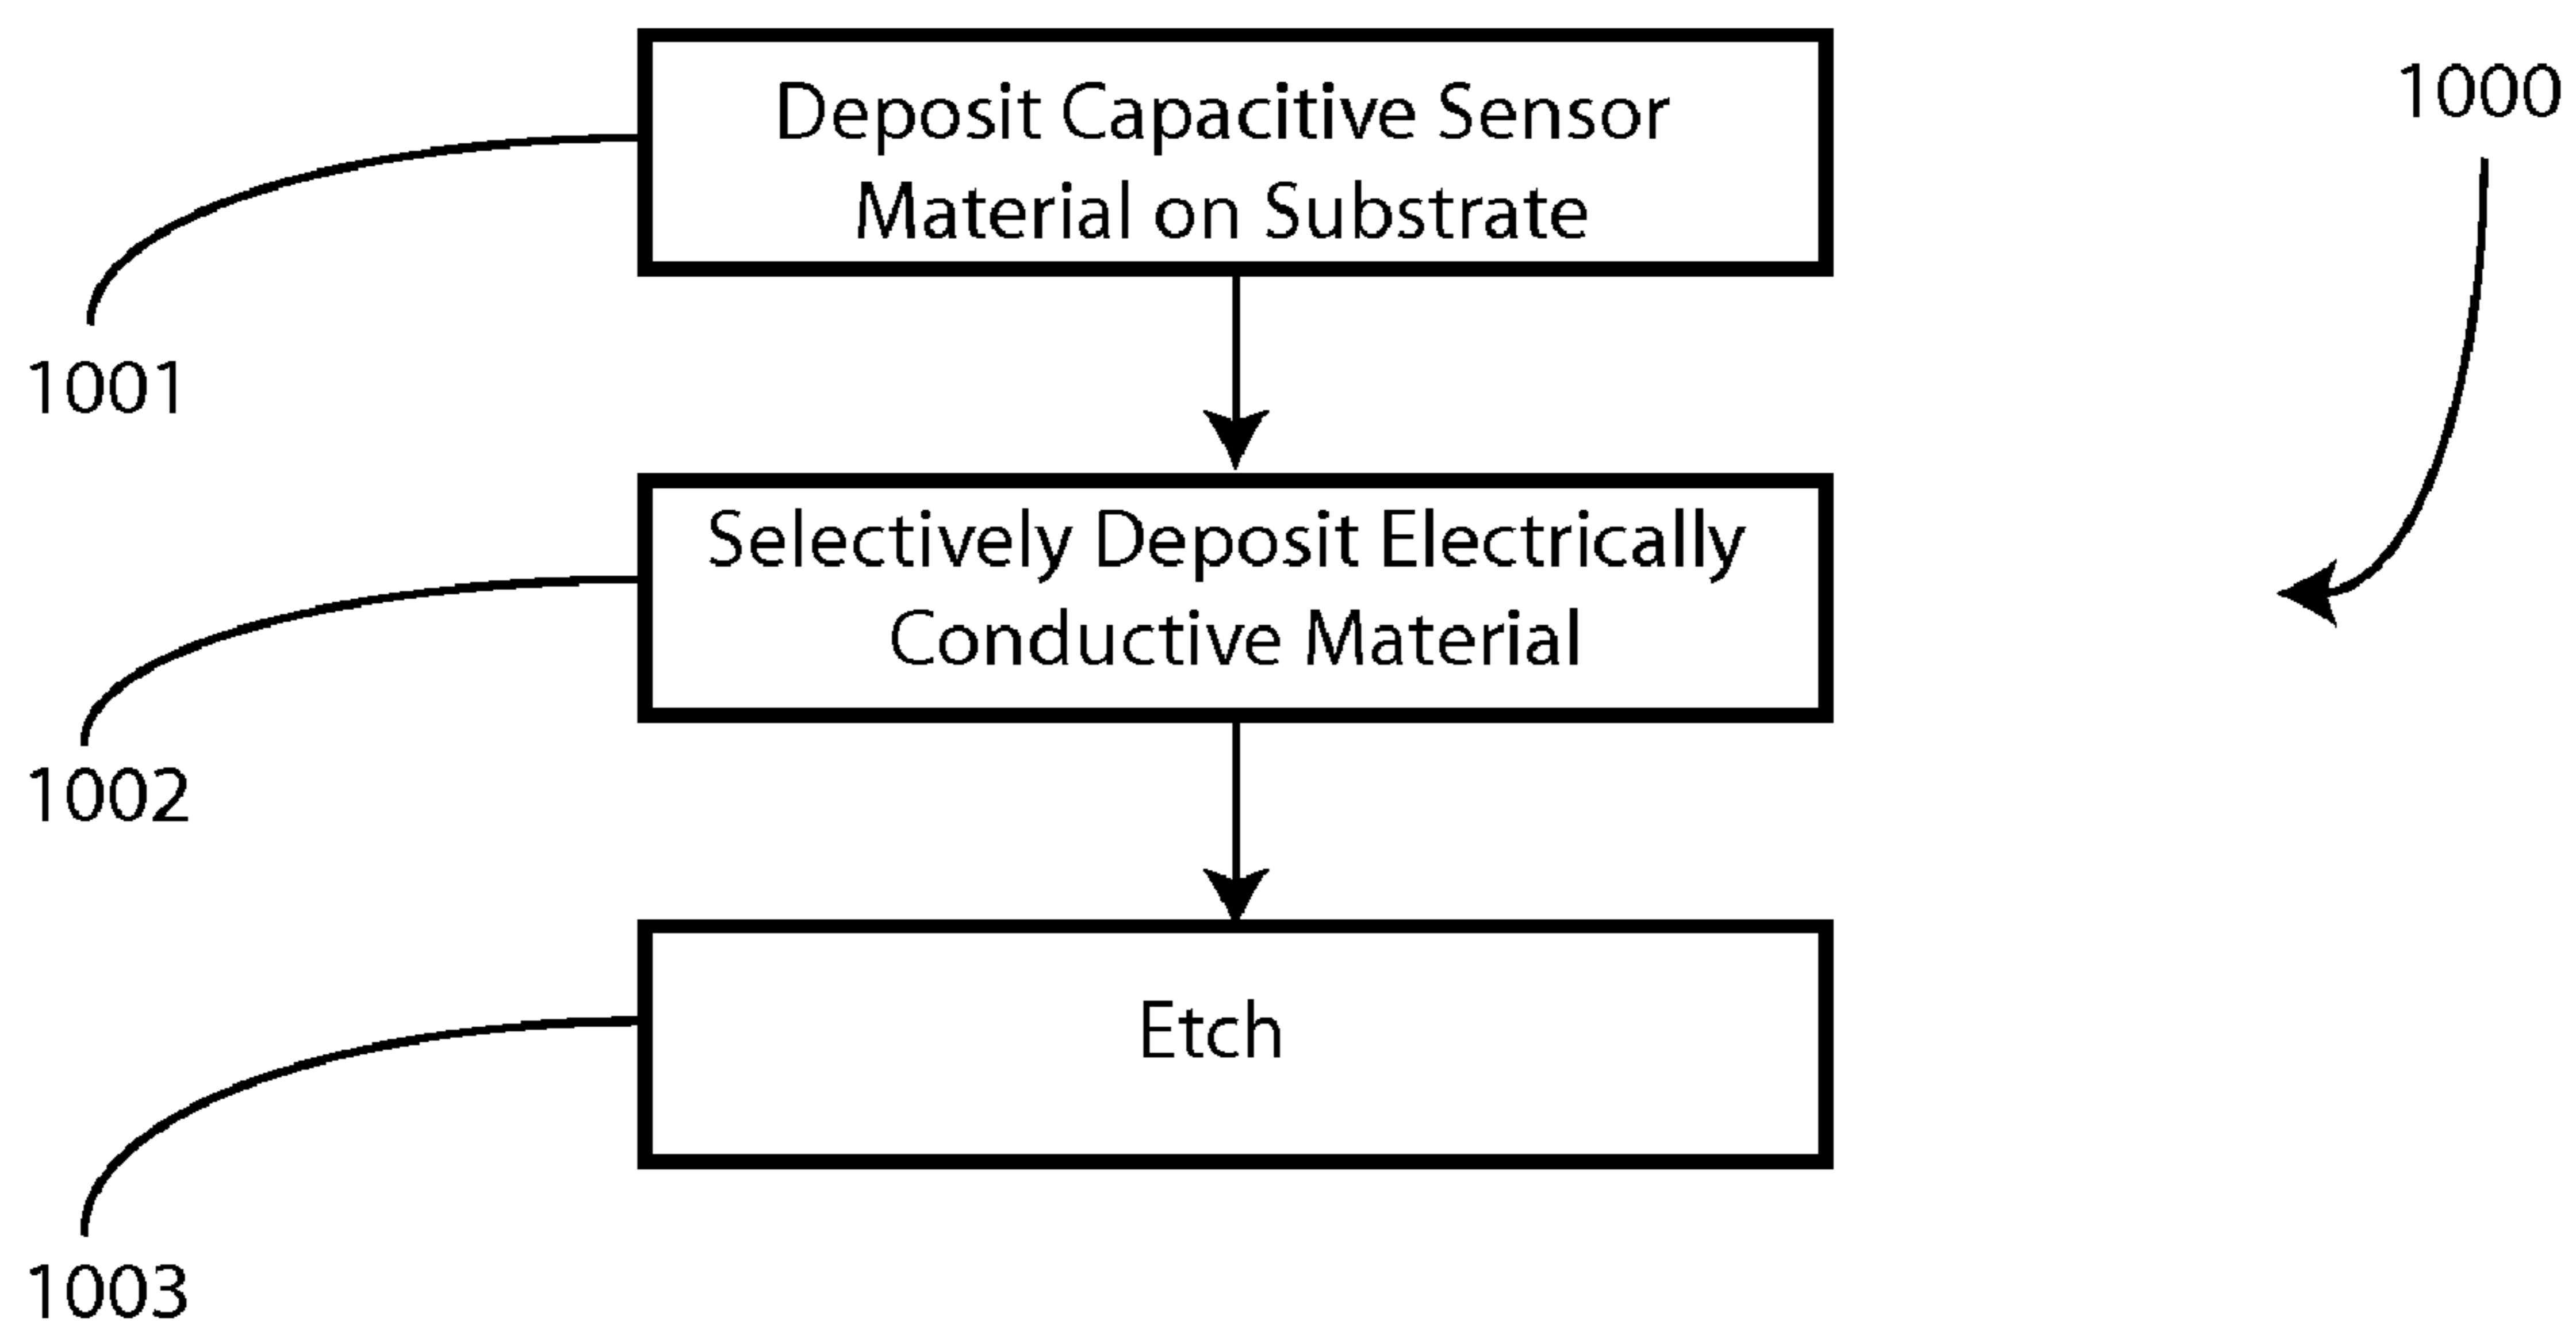 Deposit Capacitive Sensor
Material on Substrate
1000
1001
Selectively Deposit Electrically
Conductive Material
1002
Etch
1003